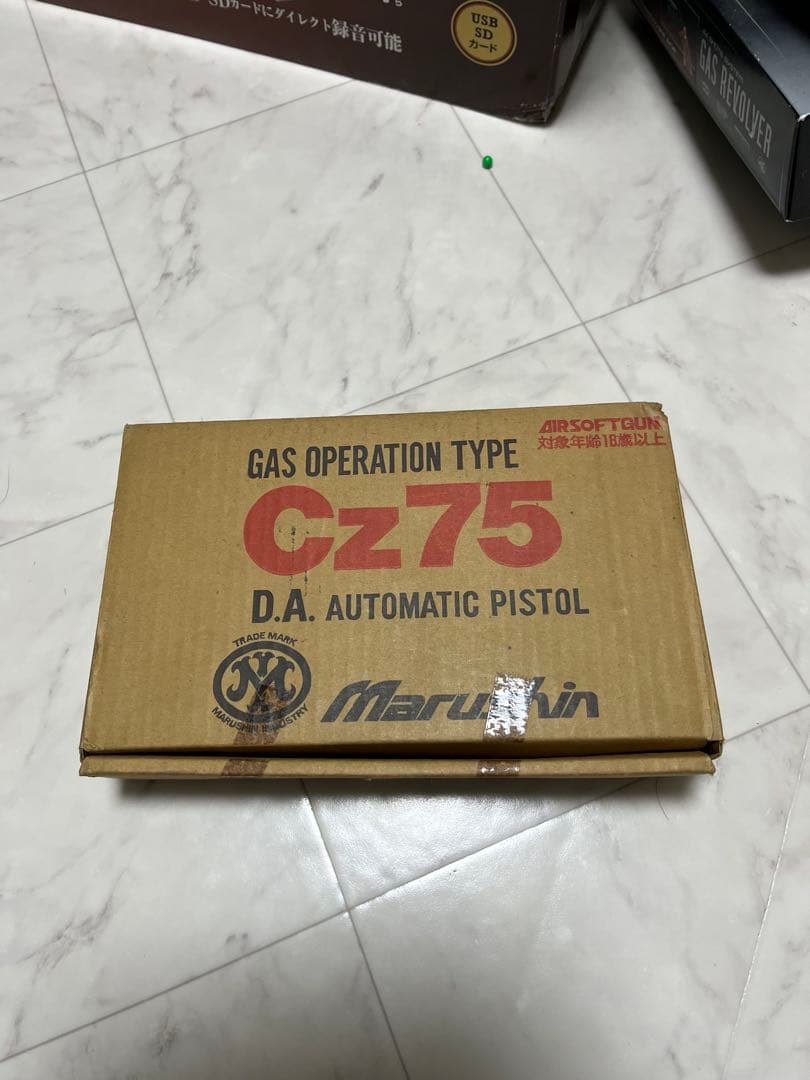 SDカードにダイレクト録音可能
USB
SD
カード
GAS REVOLVER
AIRSOFTGUN
対象年齢18歳以上
GAS OPERATION TYPE
Cz75
D.A. AUTOMATIC PISTOL
TRADE MARK
MARUSHIN INDUSTRY
Marushin